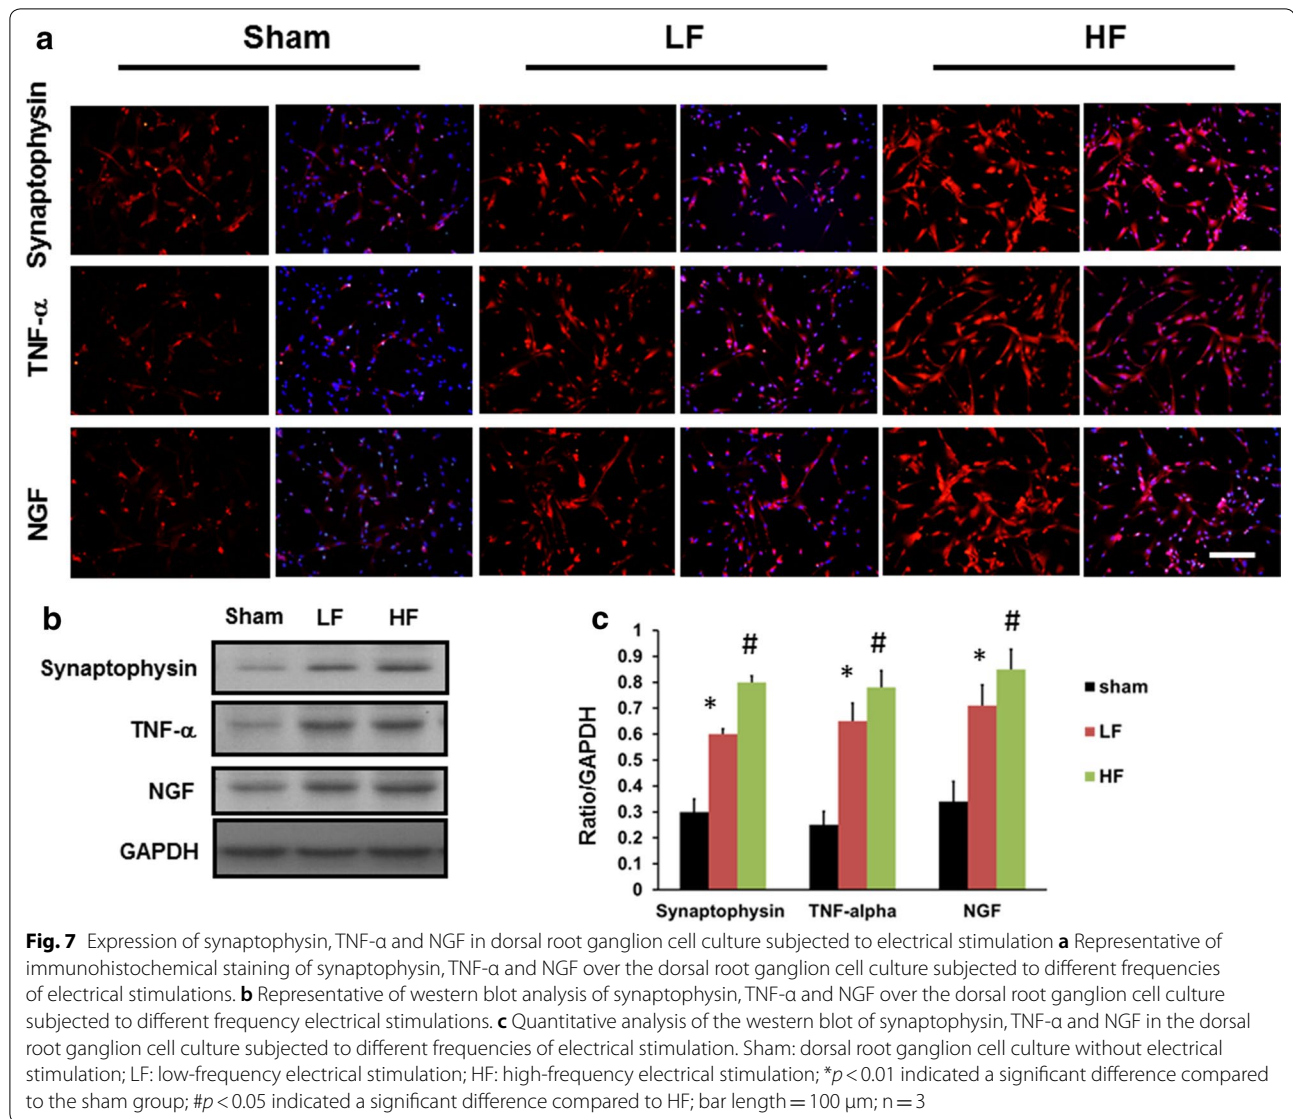 a
Sham
LF
HF
Synaptophysin
TNF-α
NGF
b
Sham LF HF
Synaptophysin
TNF-α
NGF
GAPDH
c
Ratio/GAPDH
1
0.9
0.8
0.7
0.6
0.5
0.4
0.3
0.2
0.1
0
* # * # * #
Synaptophysin TNF-alpha NGF
sham
LF
HF
Fig. 7 Expression of synaptophysin, TNF-α and NGF in dorsal root ganglion cell culture subjected to electrical stimulation a Representative of
immunohistochemical staining of synaptophysin, TNF-α and NGF over the dorsal root ganglion cell culture subjected to different frequencies
of electrical stimulations. b Representative of western blot analysis of synaptophysin, TNF-α and NGF over the dorsal root ganglion cell culture
subjected to different frequency electrical stimulations. c Quantitative analysis of the western blot of synaptophysin, TNF-α and NGF in the dorsal
root ganglion cell culture subjected to different frequencies of electrical stimulation. Sham: dorsal root ganglion cell culture without electrical
stimulation; LF: low-frequency electrical stimulation; HF: high-frequency electrical stimulation; *p < 0.01 indicated a significant difference compared
to the sham group; #p < 0.05 indicated a significant difference compared to HF; bar length = 100 μm; n = 3